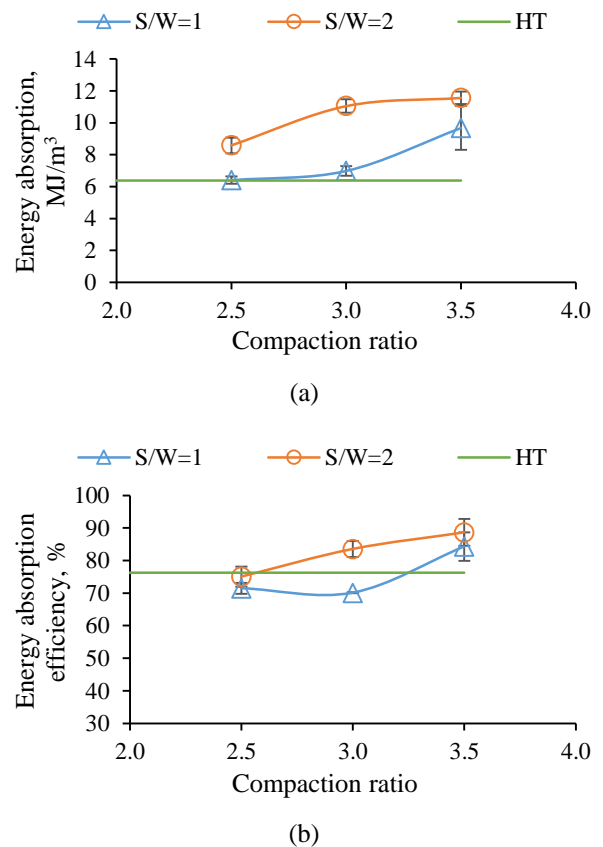 S/W=1 S/W=2 HT
Energy absorption,
MJ/m³
14
12
10
8
6
4
2
0
2.0 2.5 3.0 3.5 4.0
Compaction ratio
(a)
S/W=1 S/W=2 HT
Energy absorption
efficiency, %
100
90
80
70
60
50
40
30
2.0 2.5 3.0 3.5 4.0
Compaction ratio
(b)